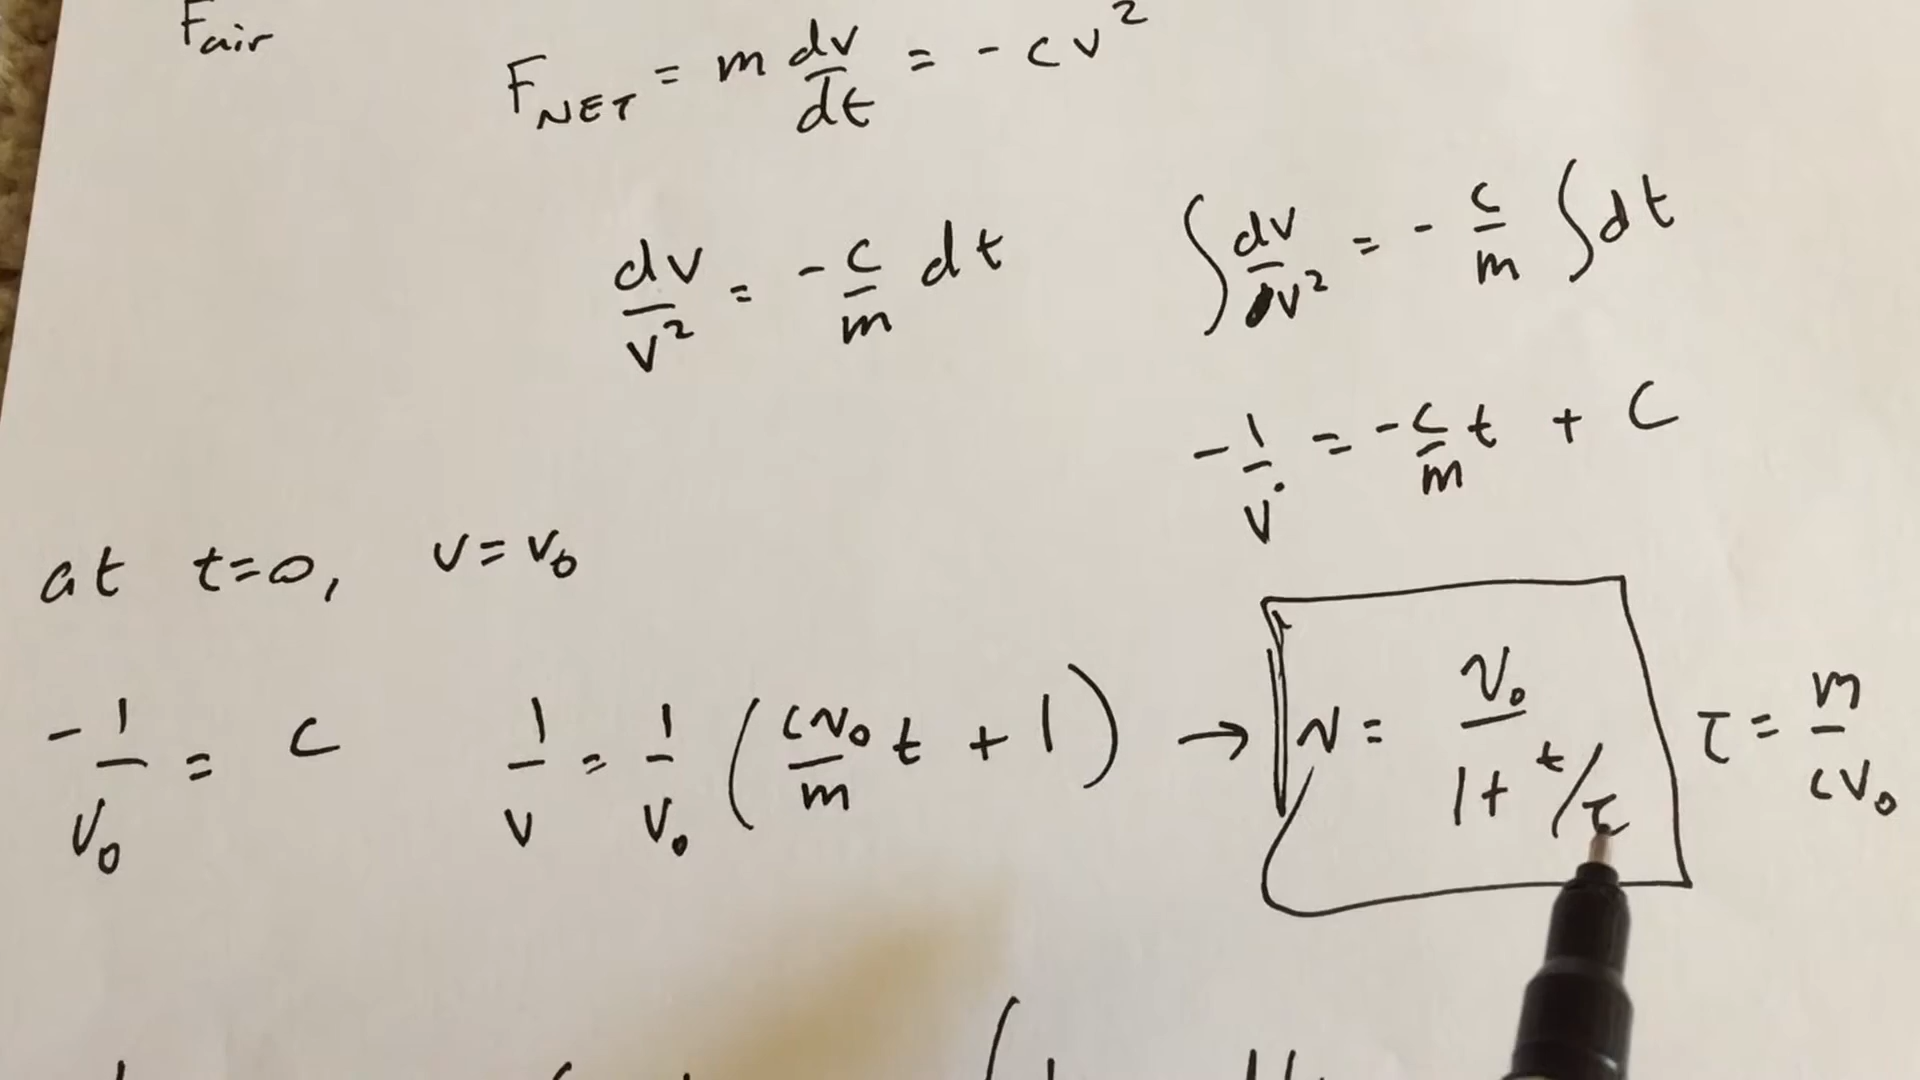 Fair
F_NET = m dv/dt = -cv²
dv/v² = -c/m dt
∫ dv/v² = -c/m ∫ dt
-1/v = -c/m t + C
at t=0, v=v₀
-1/v₀ = C
1/v = 1/v₀ (cv₀/m t + 1) → v = v₀/(1+t/τ) τ = m/cv₀